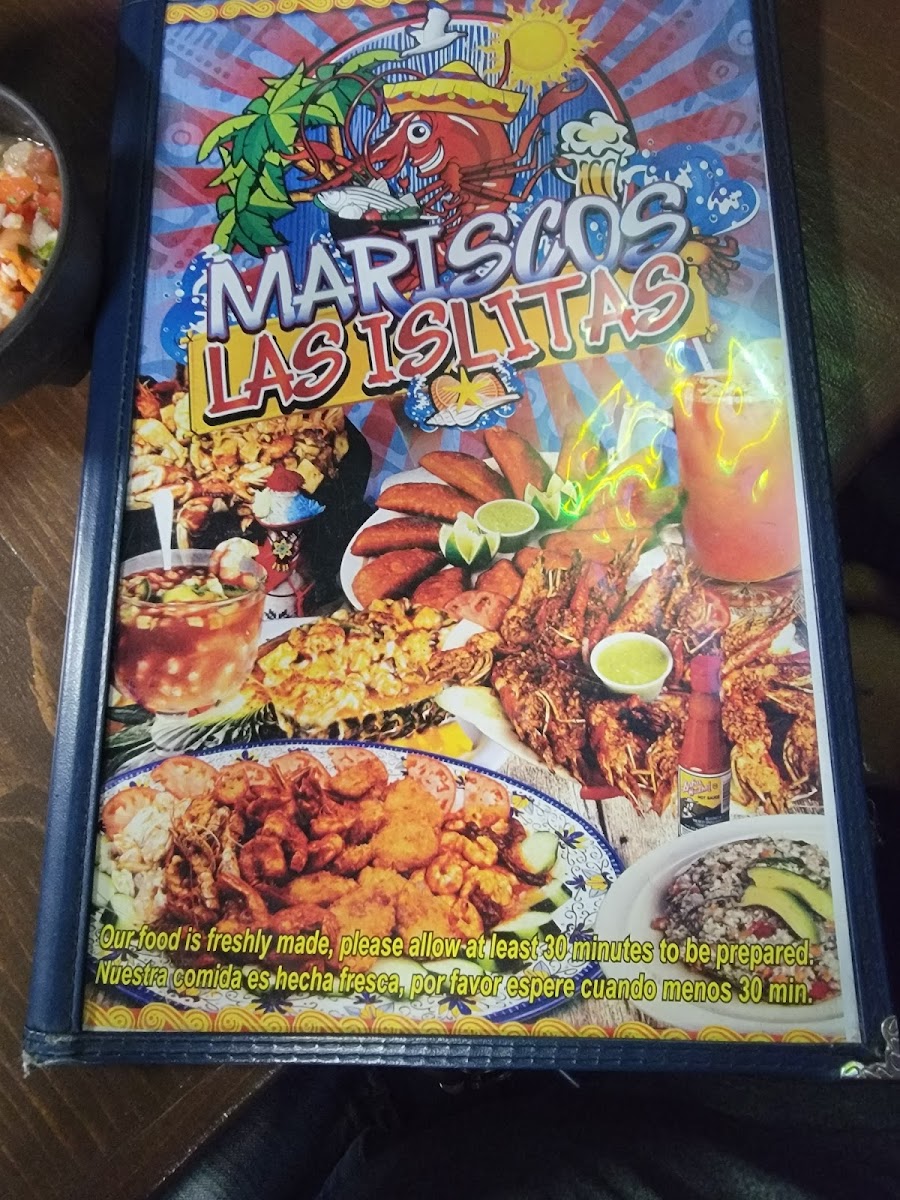 MARISCOS
LAS ISLITAS
Our food is freshly made, please allow at least 30 minutes to be prepared.
Nuestra comida es hecha fresca, por favor espere cuando menos 30 min.